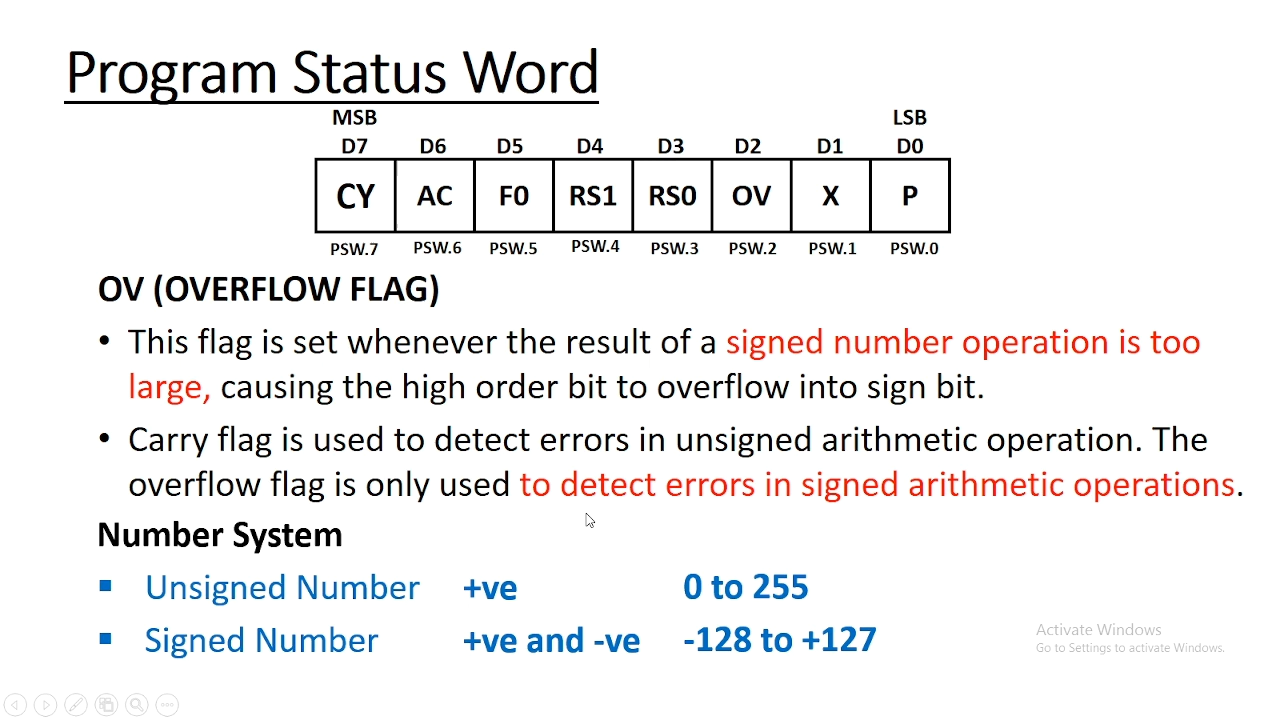 Program Status Word
MSB LSB
D7 D6 D5 D4 D3 D2 D1 D0
CY AC F0 RS1 RS0 OV X P
PSW.7 PSW.6 PSW.5 PSW.4 PSW.3 PSW.2 PSW.1 PSW.0
OV (OVERFLOW FLAG)
• This flag is set whenever the result of a signed number operation is too
large, causing the high order bit to overflow into sign bit.
• Carry flag is used to detect errors in unsigned arithmetic operation. The
overflow flag is only used to detect errors in signed arithmetic operations.
Number System
▪ Unsigned Number +ve 0 to 255
▪ Signed Number +ve and -ve -128 to +127
Activate Windows
Go to Settings to activate Windows.